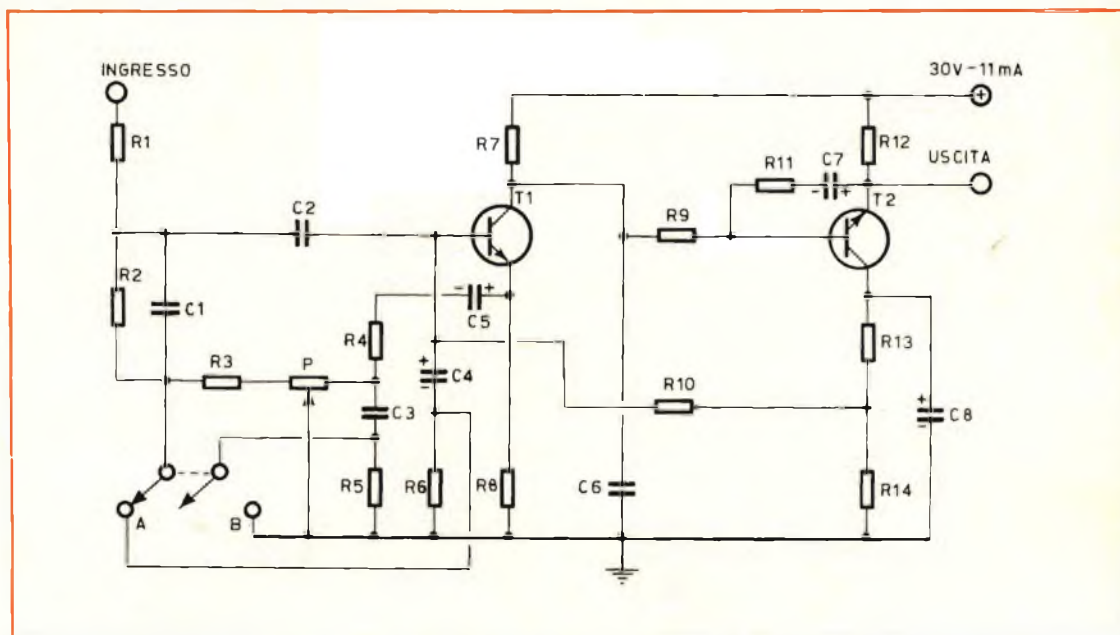 INGRESSO
30V-11mA
R1
R7
R12
R11
C7
USCITA
- +
C2
T1
T2
R9
R2
C1
- +
C5
R4
R13
R3
P
+
C4
-
R10
C3
+
C8
-
R5
R6
R8
C6
R14
A
B
+